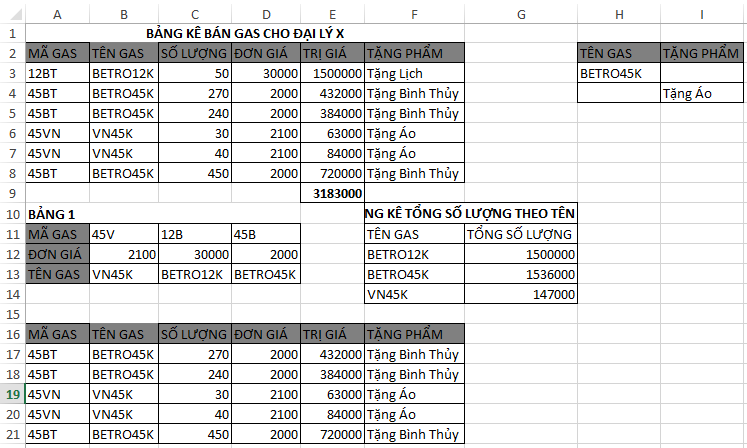 A B C D E F G H I
1 BẢNG KÊ BÁN GAS CHO ĐẠI LÝ X
2 MÃ GAS TÊN GAS SỐ LƯỢNG ĐƠN GIÁ TRỊ GIÁ TẶNG PHẨM TÊN GAS TẶNG PHẨM
3 12BT BETRO12K 50 30000 1500000 Tặng Lịch BETRO45K
4 45BT BETRO45K 270 2000 432000 Tặng Bình Thủy Tặng Áo
5 45BT BETRO45K 240 2000 384000 Tặng Bình Thủy
6 45VN VN45K 30 2100 63000 Tặng Áo
7 45VN VN45K 40 2100 84000 Tặng Áo
8 45BT BETRO45K 450 2000 720000 Tặng Bình Thủy
9 3183000
10 BẢNG 1 NG KÊ TỔNG SỐ LƯỢNG THEO TÊN
11 MÃ GAS 45V 12B 45B TÊN GAS TỔNG SỐ LƯỢNG
12 ĐƠN GIÁ 2100 30000 2000 BETRO12K 1500000
13 TÊN GAS VN45K BETRO12K BETRO45K BETRO45K 1536000
14 VN45K 147000
15
16 MÃ GAS TÊN GAS SỐ LƯỢNG ĐƠN GIÁ TRỊ GIÁ TẶNG PHẨM
17 45BT BETRO45K 270 2000 432000 Tặng Bình Thủy
18 45BT BETRO45K 240 2000 384000 Tặng Bình Thủy
19 45VN VN45K 30 2100 63000 Tặng Áo
20 45VN VN45K 40 2100 84000 Tặng Áo
21 45BT BETRO45K 450 2000 720000 Tặng Bình Thủy